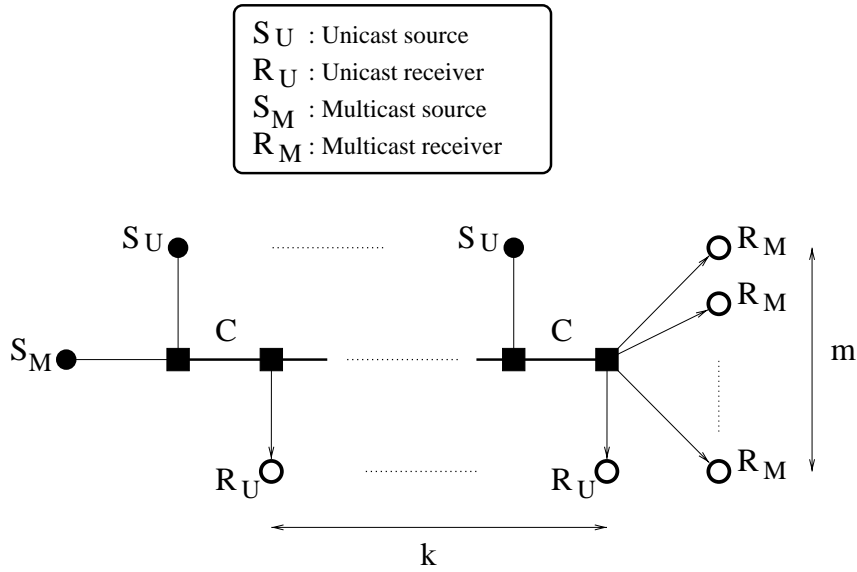 S U : Unicast source
R U : Unicast receiver
S M : Multicast source
R M : Multicast receiver
S U
S U
R M
R M
C
C
S M
m
R U
R U
R M
k